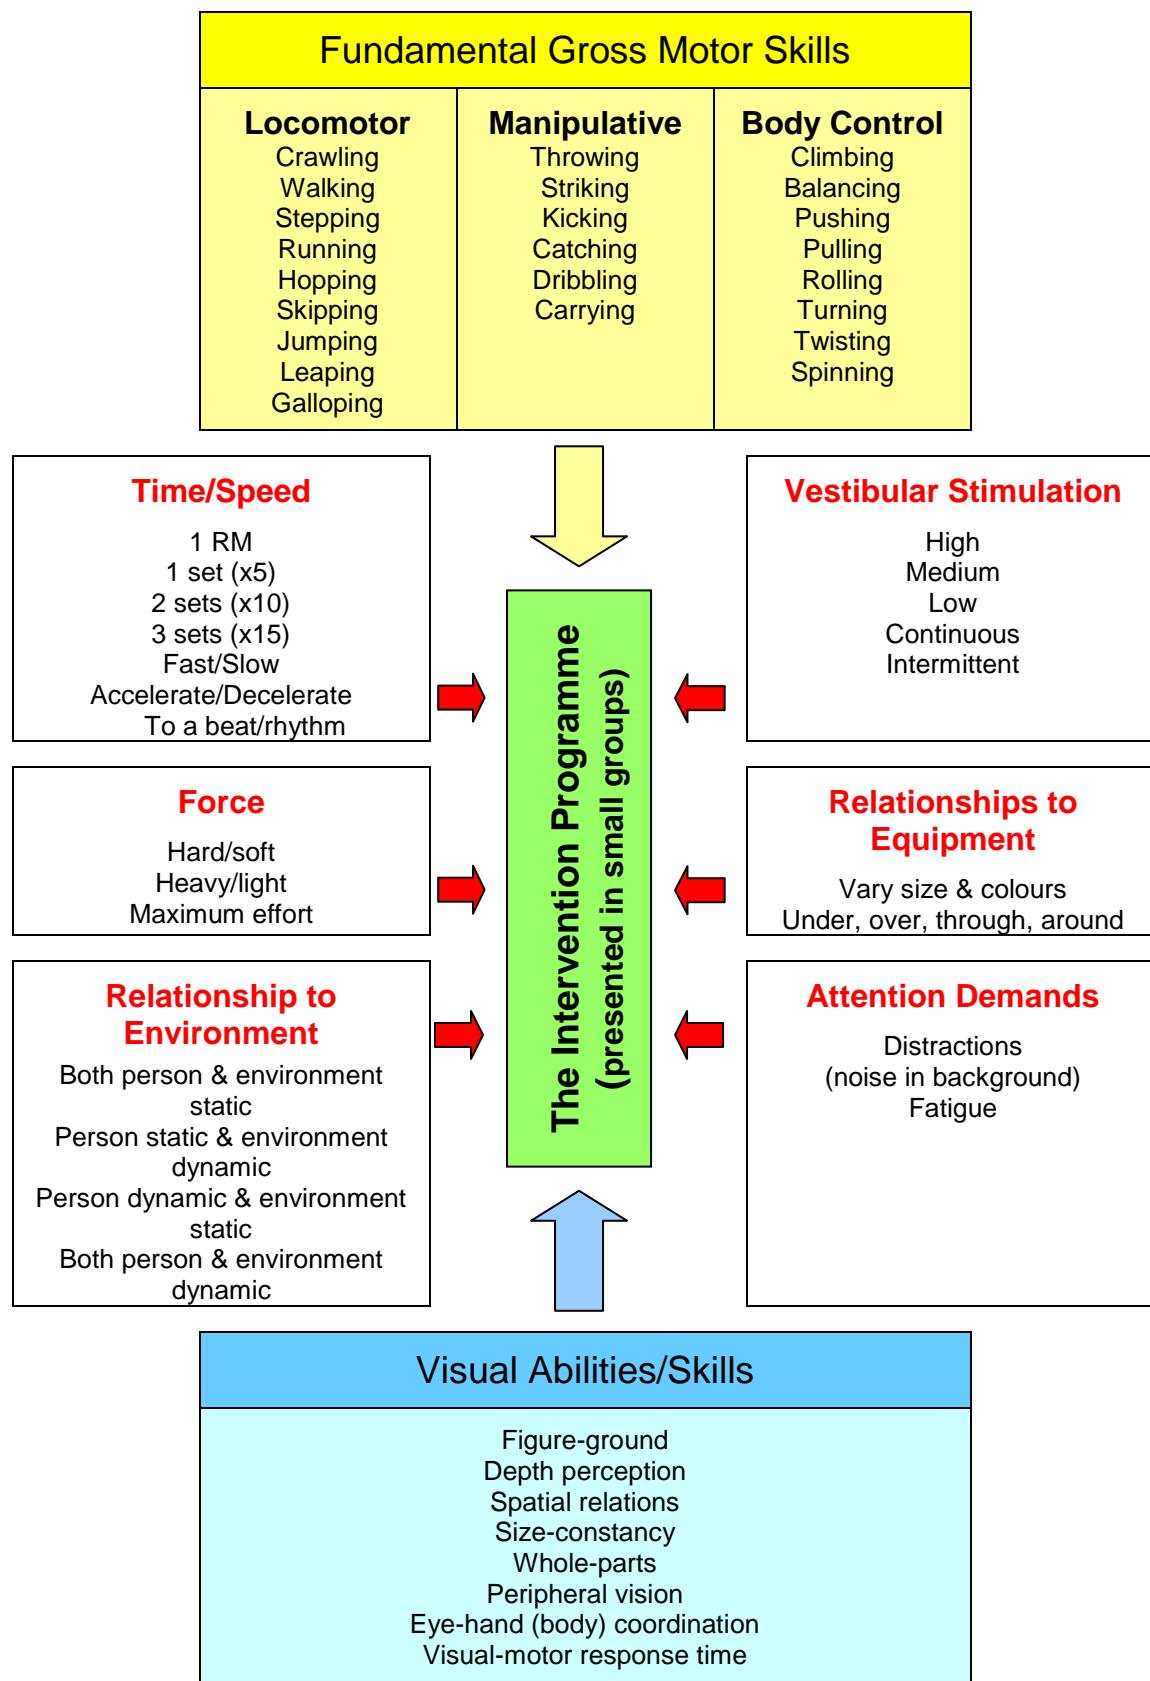 Fundamental Gross Motor Skills
Locomotor
Crawling
Walking
Stepping
Running
Hopping
Skipping
Jumping
Leaping
Galloping
Manipulative
Throwing
Striking
Kicking
Catching
Dribbling
Carrying
Body Control
Climbing
Balancing
Pushing
Pulling
Rolling
Turning
Twisting
Spinning
Time/Speed
1 RM
1 set (x5)
2 sets (x10)
3 sets (x15)
Fast/Slow
Accelerate/Decelerate
To a beat/rhythm
Force
Hard/soft
Heavy/light
Maximum effort
Relationship to
Environment
Both person & environment
static
Person static & environment
dynamic
Person dynamic & environment
static
Both person & environment
dynamic
The Intervention Programme
(presented in small groups)
Vestibular Stimulation
High
Medium
Low
Continuous
Intermittent
Relationships to
Equipment
Vary size & colours
Under, over, through, around
Attention Demands
Distractions
(noise in background)
Fatigue
Visual Abilities/Skills
Figure-ground
Depth perception
Spatial relations
Size-constancy
Whole-parts
Peripheral vision
Eye-hand (body) coordination
Visual-motor response time